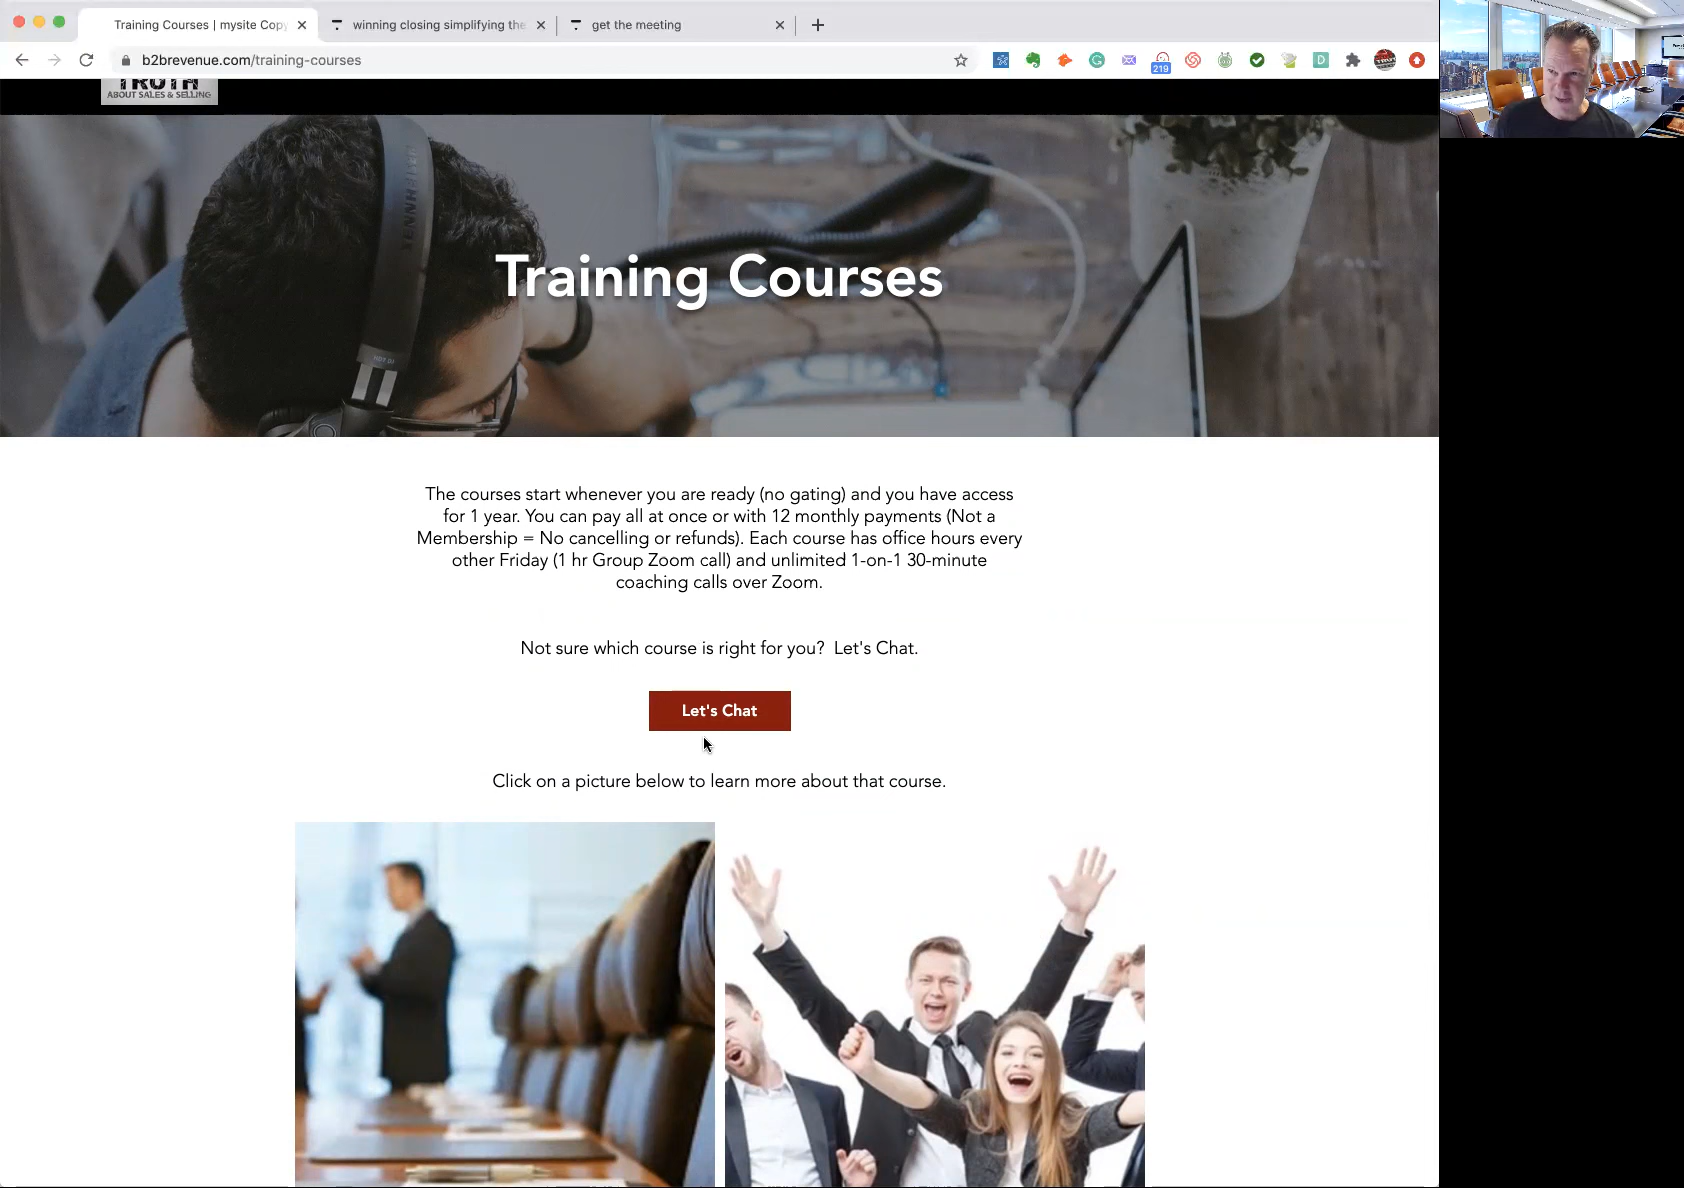 Training Courses | mysite Copy
winning closing simplifying the
get the meeting
b2brevenue.com/training-courses
219
TRUTH
ABOUT SALES & SELLING
Training Courses
The courses start whenever you are ready (no gating) and you have access
for 1 year. You can pay all at once or with 12 monthly payments (Not a
Membership = No cancelling or refunds). Each course has office hours every
other Friday (1 hr Group Zoom call) and unlimited 1-on-1 30-minute
coaching calls over Zoom.
Not sure which course is right for you?  Let's Chat.
Let's Chat
Click on a picture below to learn more about that course.